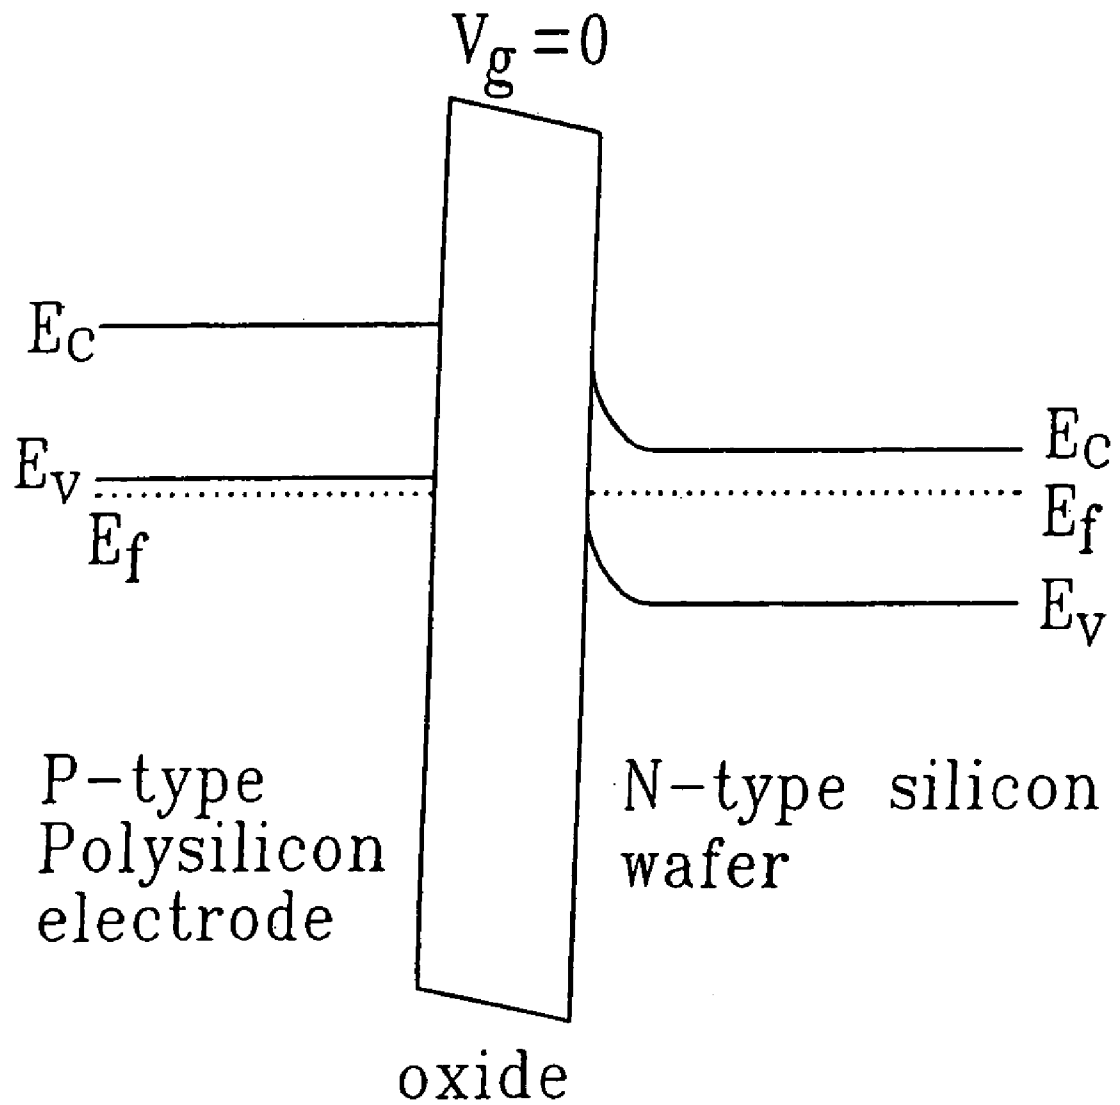 Vg=0
EC
EV
Ef
EC
Ef
EV
P-type
Polysilicon
electrode
N-type silicon
wafer
oxide